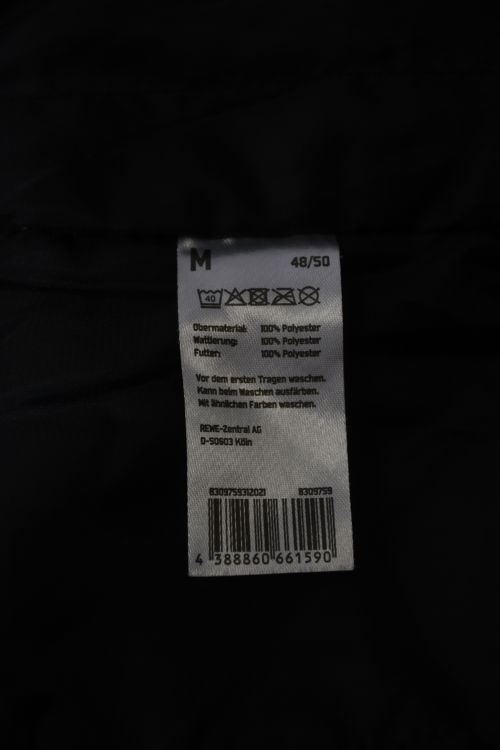 M 48/50
40
Obermaterial: 100% Polyester
Wattierung: 100% Polyester
Futter: 100% Polyester
Vor dem ersten Tragen waschen.
Kann beim Waschen ausfärben.
Mit ähnlichen Farben waschen.
REWE-Zentral AG
D-50603 Köln
8309759312021 8309759
4 388860 661590